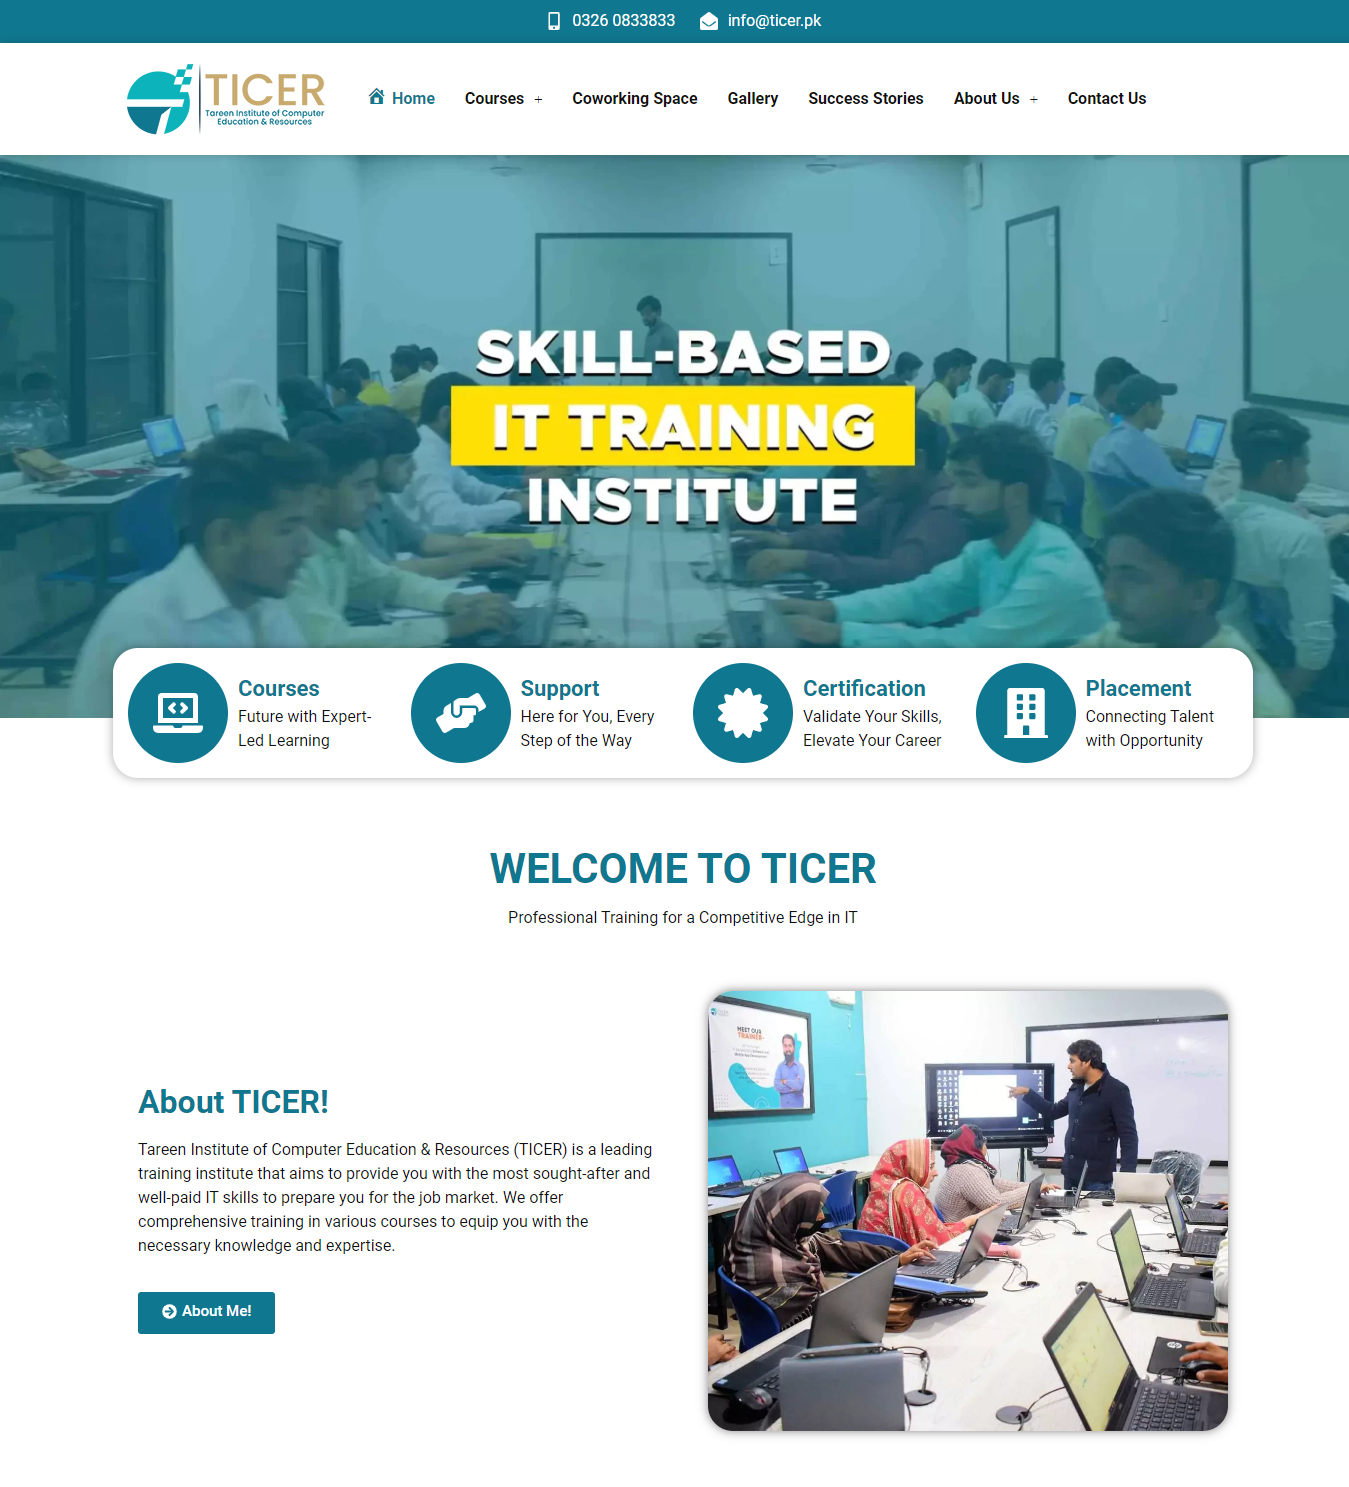 0326 0833833 info@ticer.pk
TICER
Tareen Institute of Computer
Education & Resources
Home Courses + Coworking Space Gallery Success Stories About Us + Contact Us
SKILL-BASED
IT TRAINING
INSTITUTE
Courses
Future with Expert-
Led Learning
Support
Here for You, Every
Step of the Way
Certification
Validate Your Skills,
Elevate Your Career
Placement
Connecting Talent
with Opportunity
WELCOME TO TICER
Professional Training for a Competitive Edge in IT
About TICER!
Tareen Institute of Computer Education & Resources (TICER) is a leading
training institute that aims to provide you with the most sought-after and
well-paid IT skills to prepare you for the job market. We offer
comprehensive training in various courses to equip you with the
necessary knowledge and expertise.
About Me!
MEET OUR
TRAINER